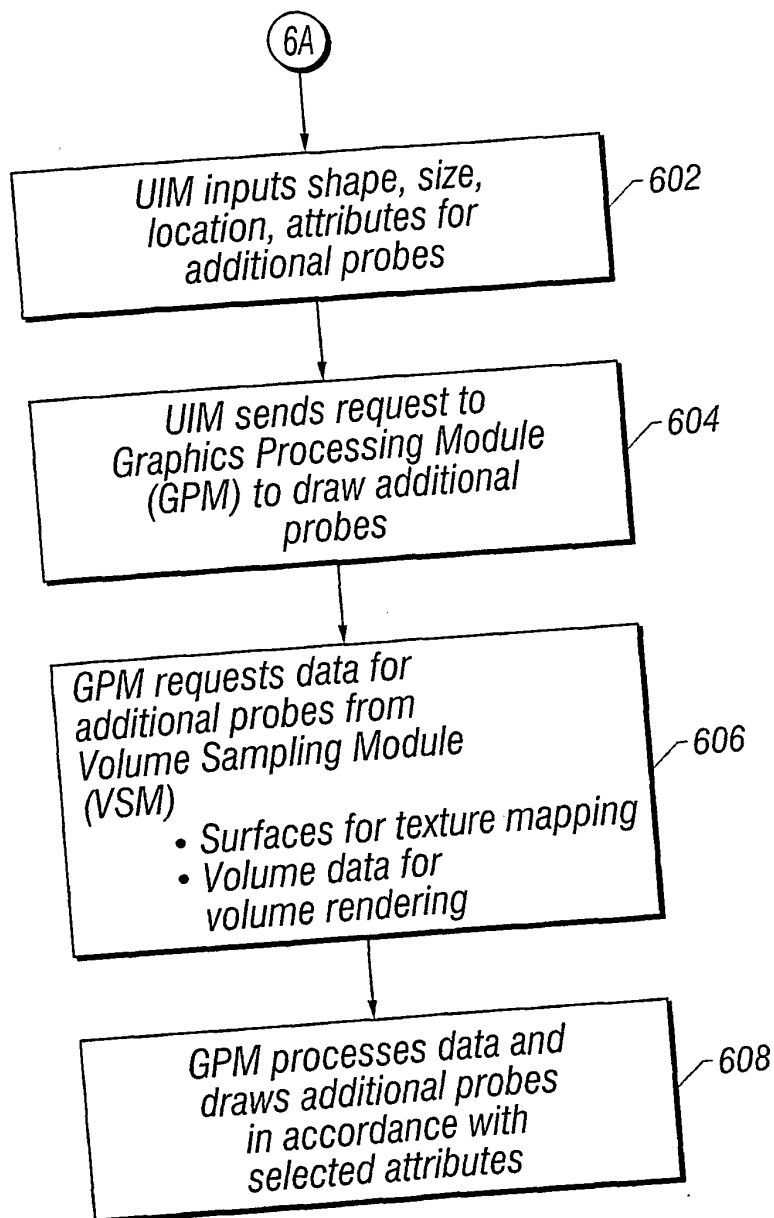 6A
UIM inputs shape, size,
location, attributes for
additional probes
602
UIM sends request to
Graphics Processing Module
(GPM) to draw additional
probes
604
GPM requests data for
additional probes from
Volume Sampling Module
(VSM)
• Surfaces for texture mapping
• Volume data for
volume rendering
606
GPM processes data and
draws additional probes
in accordance with
selected attributes
608